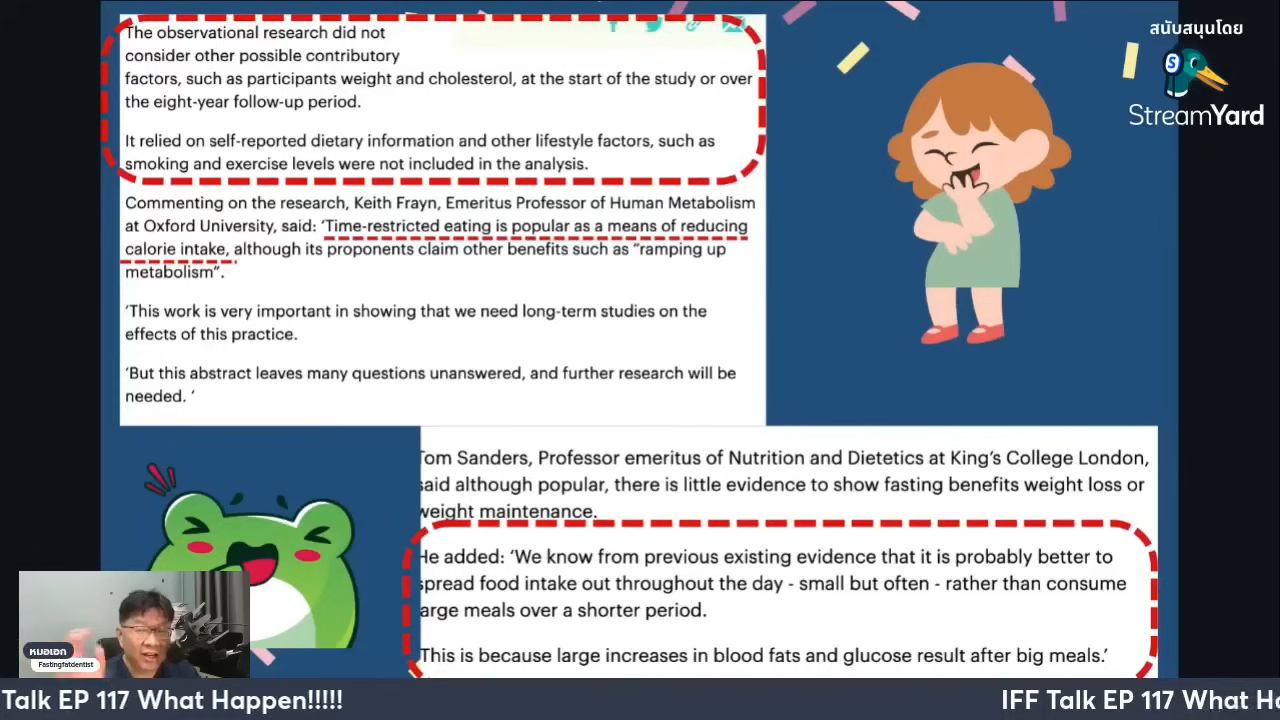 The observational research did not
consider other possible contributory
factors, such as participants weight and cholesterol, at the start of the study or over
the eight-year follow-up period.
It relied on self-reported dietary information and other lifestyle factors, such as
smoking and exercise levels were not included in the analysis.
Commenting on the research, Keith Frayn, Emeritus Professor of Human Metabolism
at Oxford University, said: ‘Time-restricted eating is popular as a means of reducing
calorie intake, although its proponents claim other benefits such as “ramping up
metabolism”.
‘This work is very important in showing that we need long-term studies on the
effects of this practice.
‘But this abstract leaves many questions unanswered, and further research will be
needed. ’
สนับสนุนโดย
StreamYard
Tom Sanders, Professor emeritus of Nutrition and Dietetics at King’s College London,
said although popular, there is little evidence to show fasting benefits weight loss or
weight maintenance.
He added: ‘We know from previous existing evidence that it is probably better to
spread food intake out throughout the day - small but often - rather than consume
large meals over a shorter period.
‘This is because large increases in blood fats and glucose result after big meals.’
หมอเอก
Fastingfatdentist
Talk EP 117 What Happen!!!!!
IFF Talk EP 117 What Ha